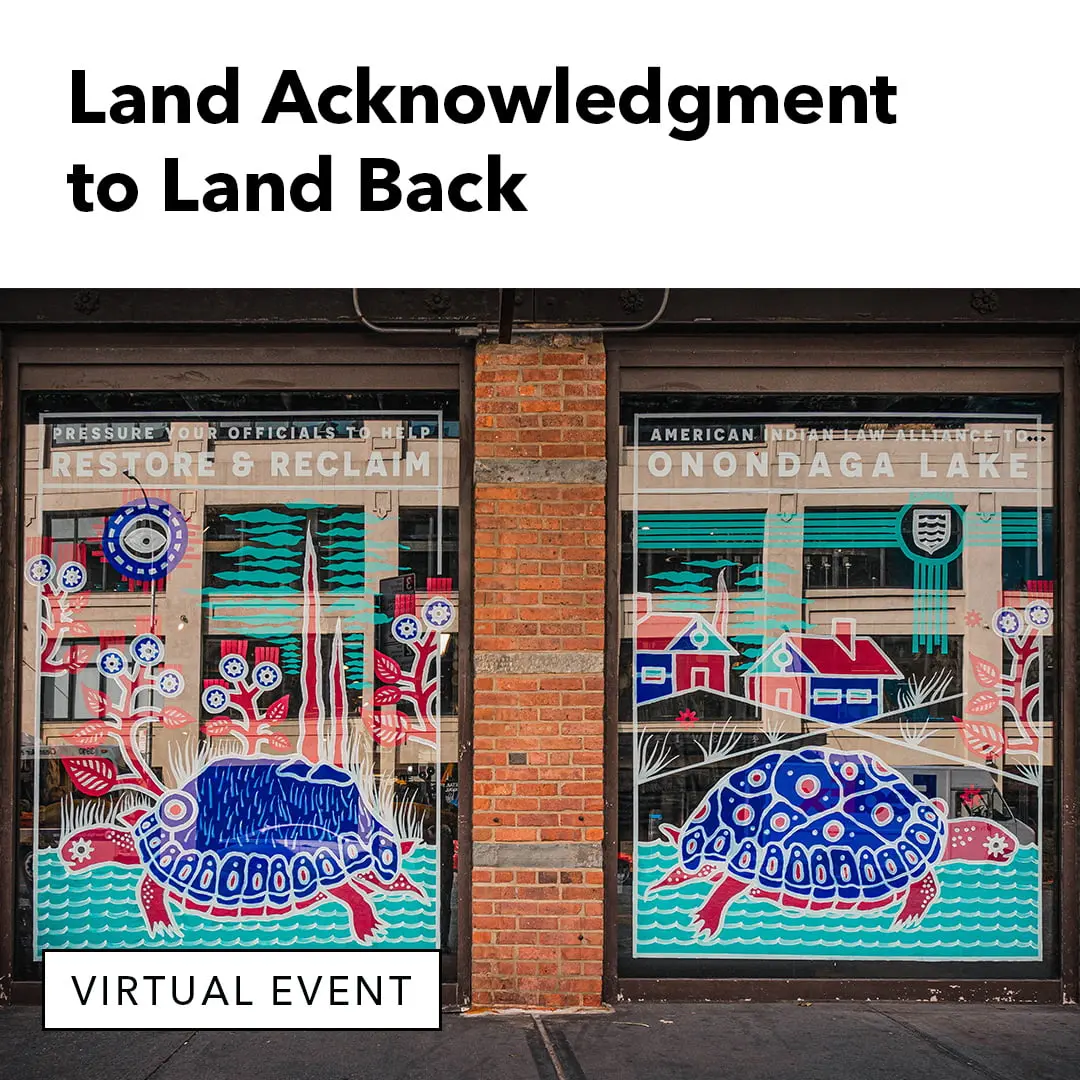 Land Acknowledgment
to Land Back
PRESSURE YOUR OFFICIALS TO HELP
RESTORE & RECLAIM
AMERICAN INDIAN LAW ALLIANCE TO...
ONONDAGA LAKE
VIRTUAL EVENT